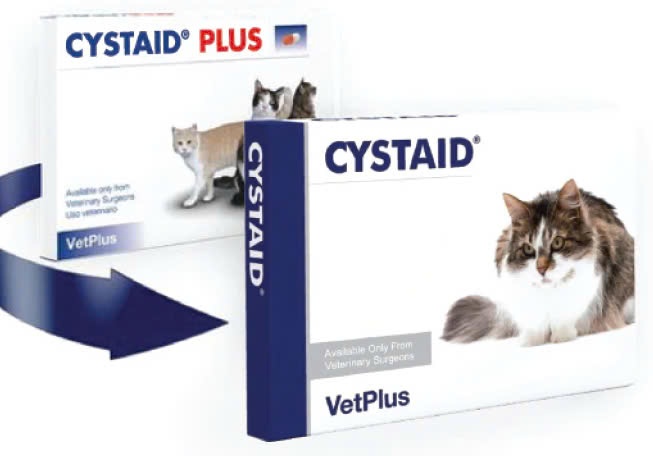 CYSTAID® PLUS
Available only from
Veterinary Surgeons
Uso veterinario
VetPlus
CYSTAID®
CYSTAID®
Available Only From
Veterinary Surgeons
VetPlus